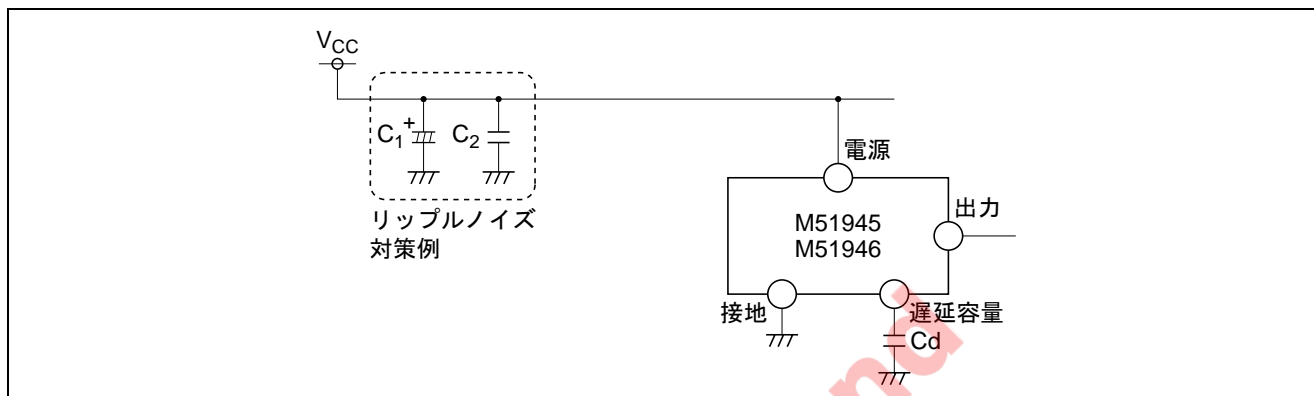 VCC
C1
+
C2
リップルノイズ
対策例
電源
M51945
M51946
出力
接地
遅延容量
Cd
nd